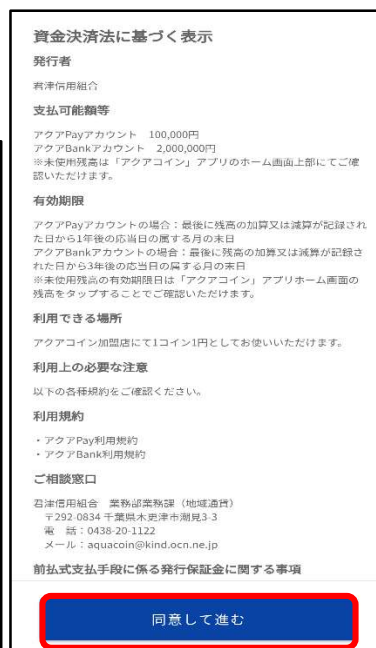 資金決済法に基づく表示
発行者
君津信用組合
支払可能額等
アクアPayアカウント　100,000円
アクアBankアカウント　2,000,000円
※未使用残高は「アクアコイン」アプリのホーム画面上部にてご確
認いただけます。
有効期限
アクアPayアカウントの場合：最後に残高の加算又は減算が記録され
た日から1年後の応当日の属する月の末日
アクアBankアカウントの場合：最後に残高の加算又は減算が記録さ
れた日から3年後の応当日の属する月の末日
※未使用残高の有効期限日は「アクアコイン」アプリホーム画面の
残高をタップすることでご確認いただけます。
利用できる場所
アクアコイン加盟店にて1コイン1円としてお使いいただけます。
利用上の必要な注意
以下の各種規約をご確認ください。
利用規約
・アクアPay利用規約
・アクアBank利用規約
ご相談窓口
君津信用組合　業務部業務課（地域通貨）
〒292-0834 千葉県木更津市潮見3-3
電　話：0438-20-1122
メール：aquacoin@kind.ocn.ne.jp
前払式支払手段に係る発行保証金に関する事項
同意して進む